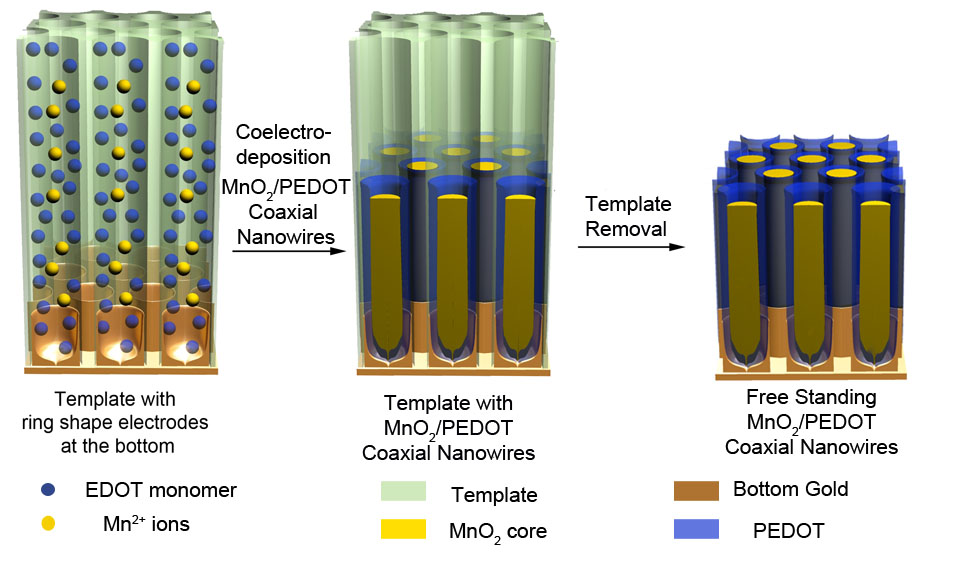 Coelectro-
deposition
MnO₂/PEDOT
Coaxial
Nanowires
Template
Removal
Template with
ring shape electrodes
at the bottom
Template with
MnO₂/PEDOT
Coaxial Nanowires
Free Standing
MnO₂/PEDOT
Coaxial Nanowires
EDOT monomer
Mn²⁺ ions
Template
MnO₂ core
Bottom Gold
PEDOT